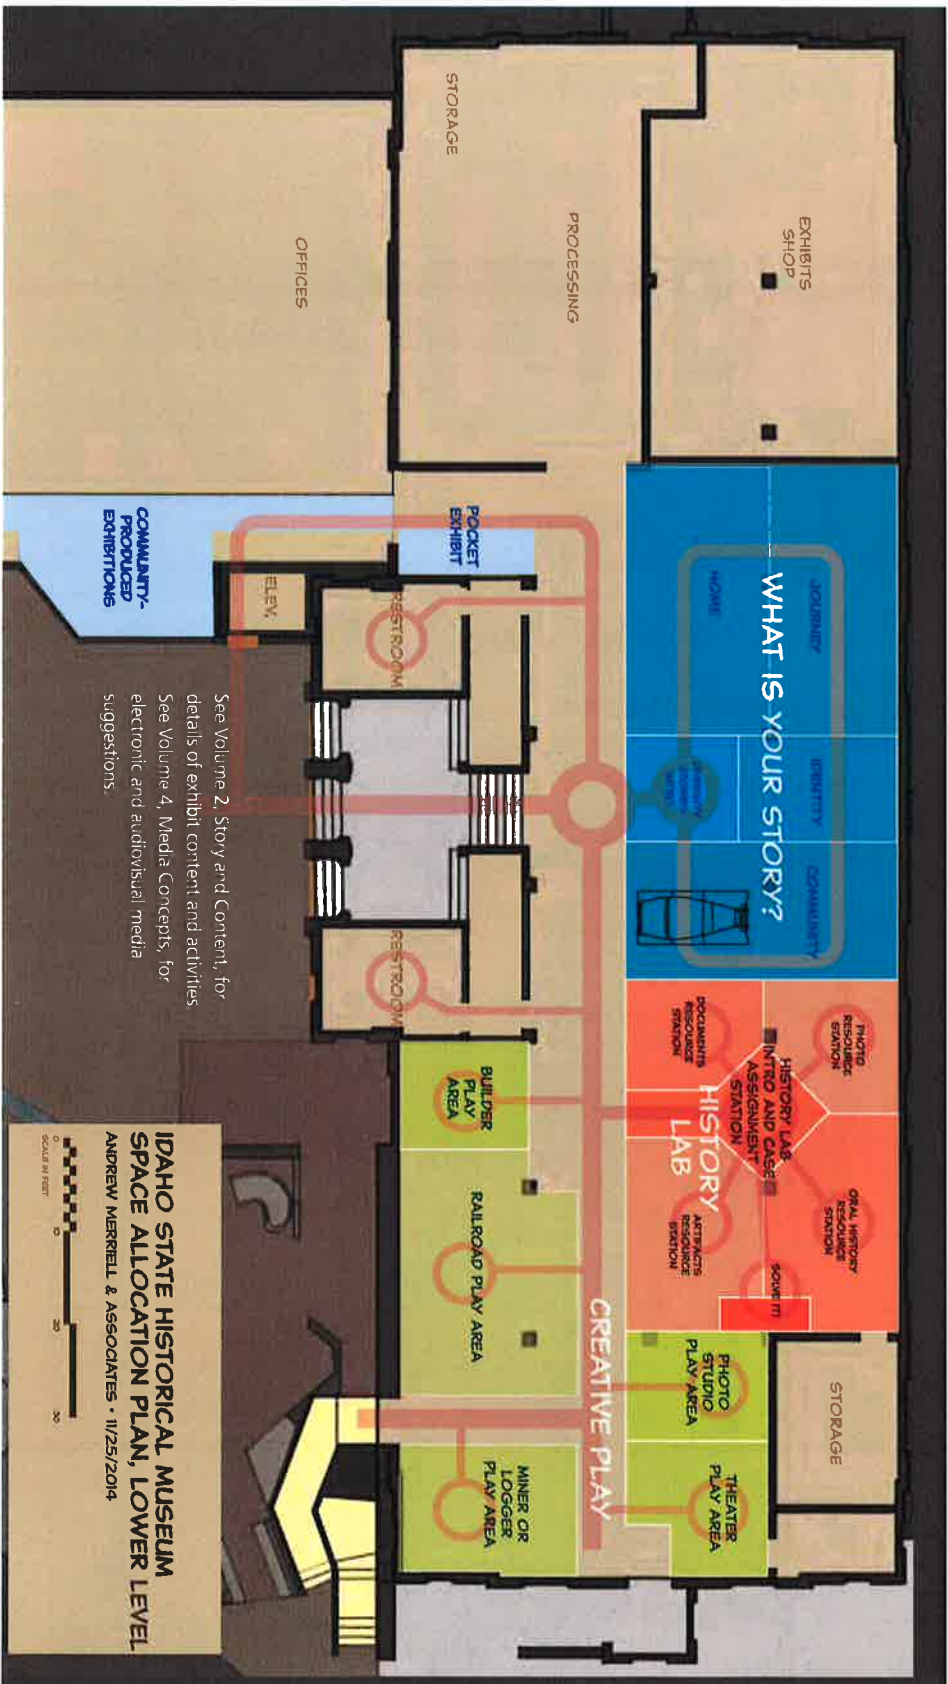 STORAGE
PROCESSING
EXHIBITS
SHOP
OFFICES
COMMUNITY-
PRODUCED
EXHIBITIONS
POCKET
EXHIBIT
ELEV.
RESTROOM
RESTROOM
WHAT IS YOUR STORY?
JOURNEY
HOME
IDENTITY
COMMUNITY
PHOTO
RESOURCE
STATION
DOCUMENTS
RESOURCE
STATION
HISTORY LAB
INTRO AND CASE
ASSIGNMENT
STATION
HISTORY
LAB
ORAL HISTORY
RESOURCE
STATION
ARTIFACTS
RESOURCE
STATION
SOLVE IT!
BUILDER
PLAY
AREA
RAILROAD PLAY AREA
CREATIVE PLAY
PHOTO
STUDIO
PLAY AREA
THEATER
PLAY AREA
MINER OR
LOGGER
PLAY AREA
STORAGE
See Volume 2, Story and Content, for
details of exhibit content and activities.
See Volume 4, Media Concepts, for
electronic and audiovisual media
suggestions.
IDAHO STATE HISTORICAL MUSEUM
SPACE ALLOCATION PLAN, LOWER LEVEL
ANDREW MERRIELL & ASSOCIATES • 11/25/2014
0 10 20 30
SCALE IN FEET